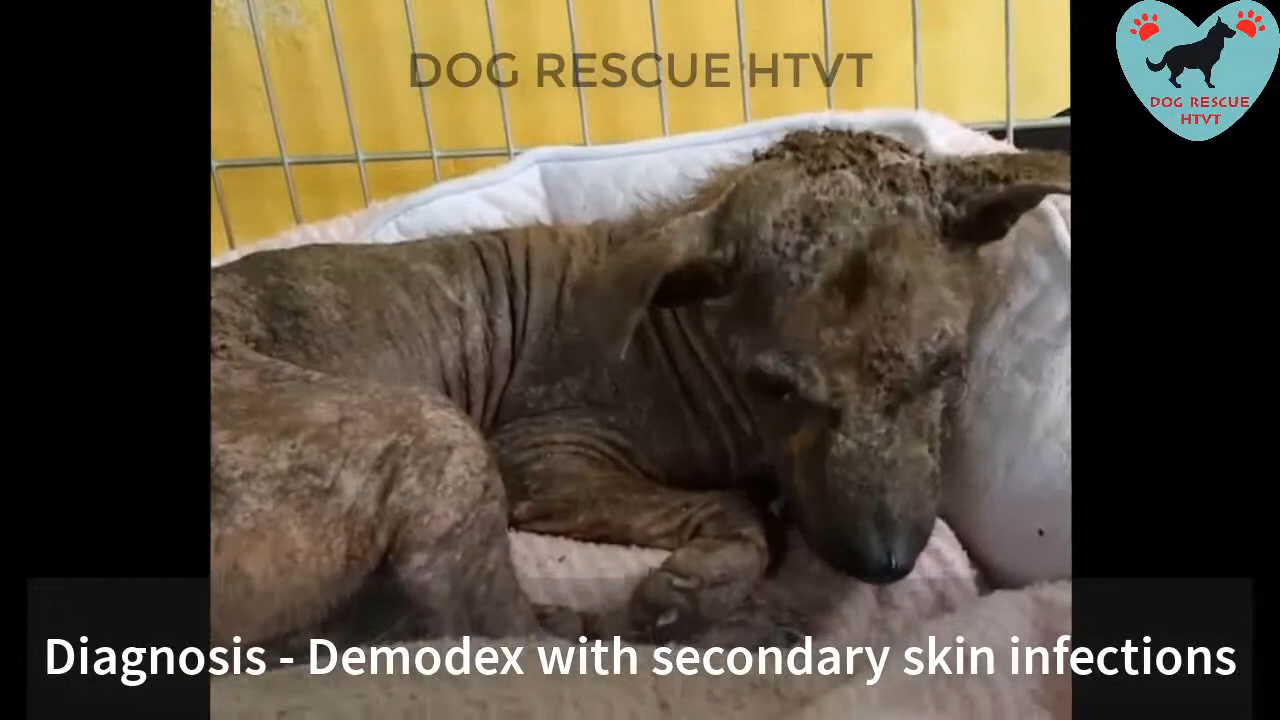 DOG RESCUE HTVT
DOG RESCUE
HTVT
Diagnosis - Demodex with secondary skin infections